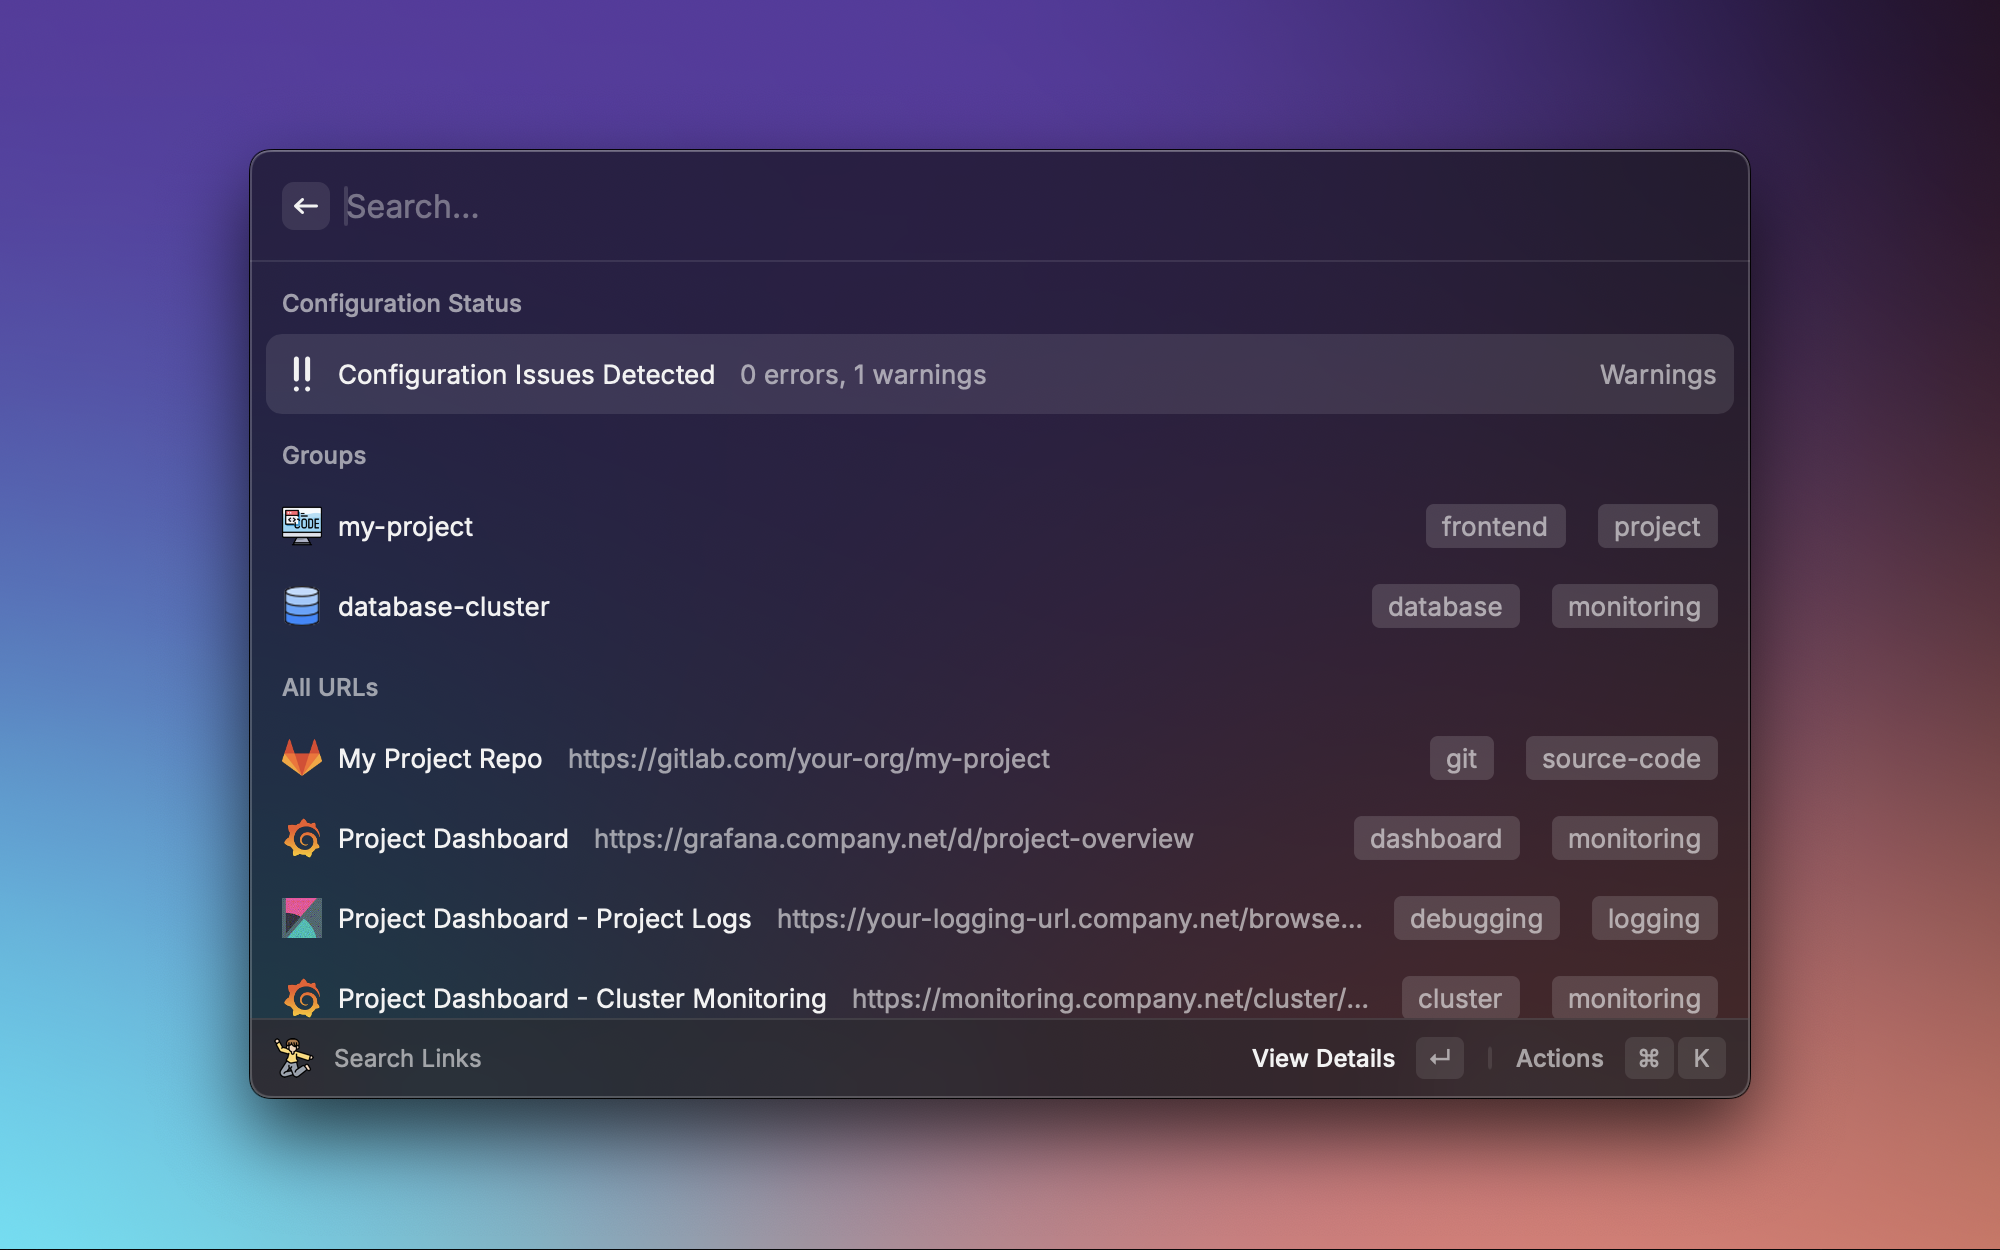 Search...
Configuration Status
Configuration Issues Detected 0 errors, 1 warnings Warnings
Groups
CODE
my-project frontend project
database-cluster database monitoring
All URLs
My Project Repo https://gitlab.com/your-org/my-project git source-code
Project Dashboard https://grafana.company.net/d/project-overview dashboard monitoring
Project Dashboard - Project Logs https://your-logging-url.company.net/browse... debugging logging
Project Dashboard - Cluster Monitoring https://monitoring.company.net/cluster/... cluster monitoring
Search Links View Details ↵ Actions ⌘ K